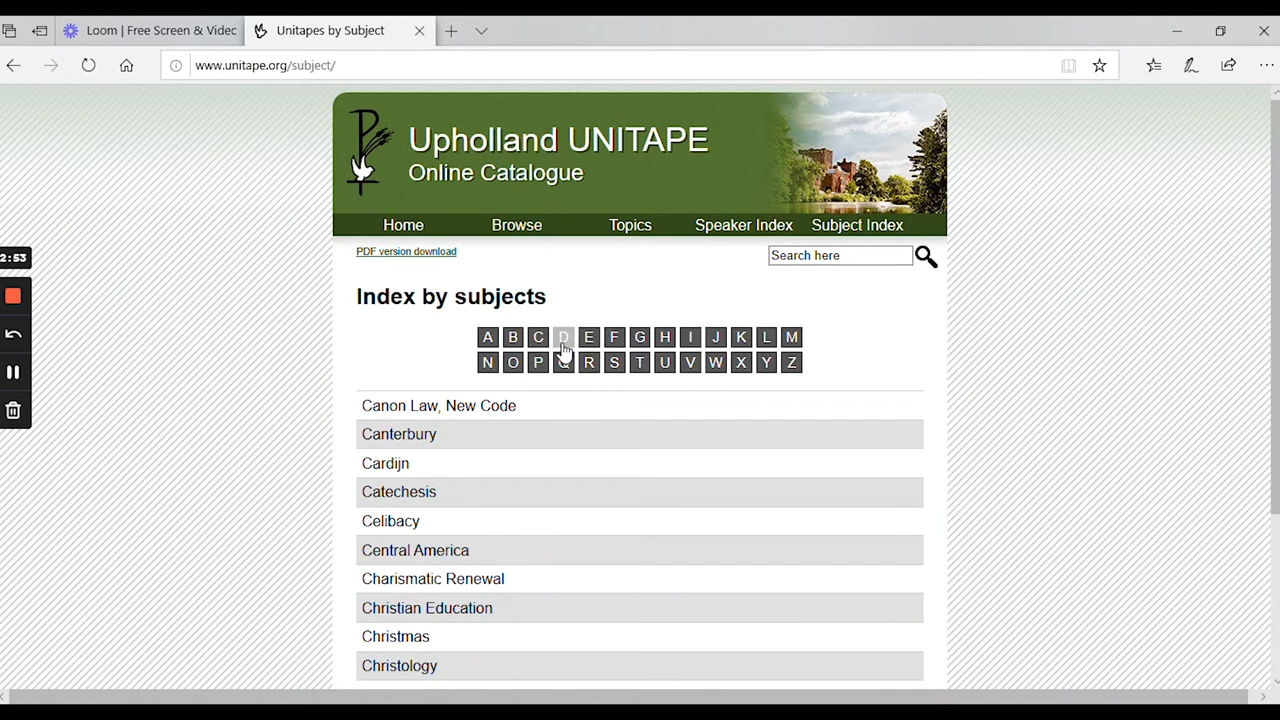 Loom | Free Screen & Videc
Unitapes by Subject
www.unitape.org/subject/
Upholland UNITAPE
Online Catalogue
Home Browse Topics Speaker Index Subject Index
PDF version download
Search here
2:53
Index by subjects
A B C D E F G H I J K L M
N O P Q R S T U V W X Y Z
Canon Law, New Code
Canterbury
Cardijn
Catechesis
Celibacy
Central America
Charismatic Renewal
Christian Education
Christmas
Christology